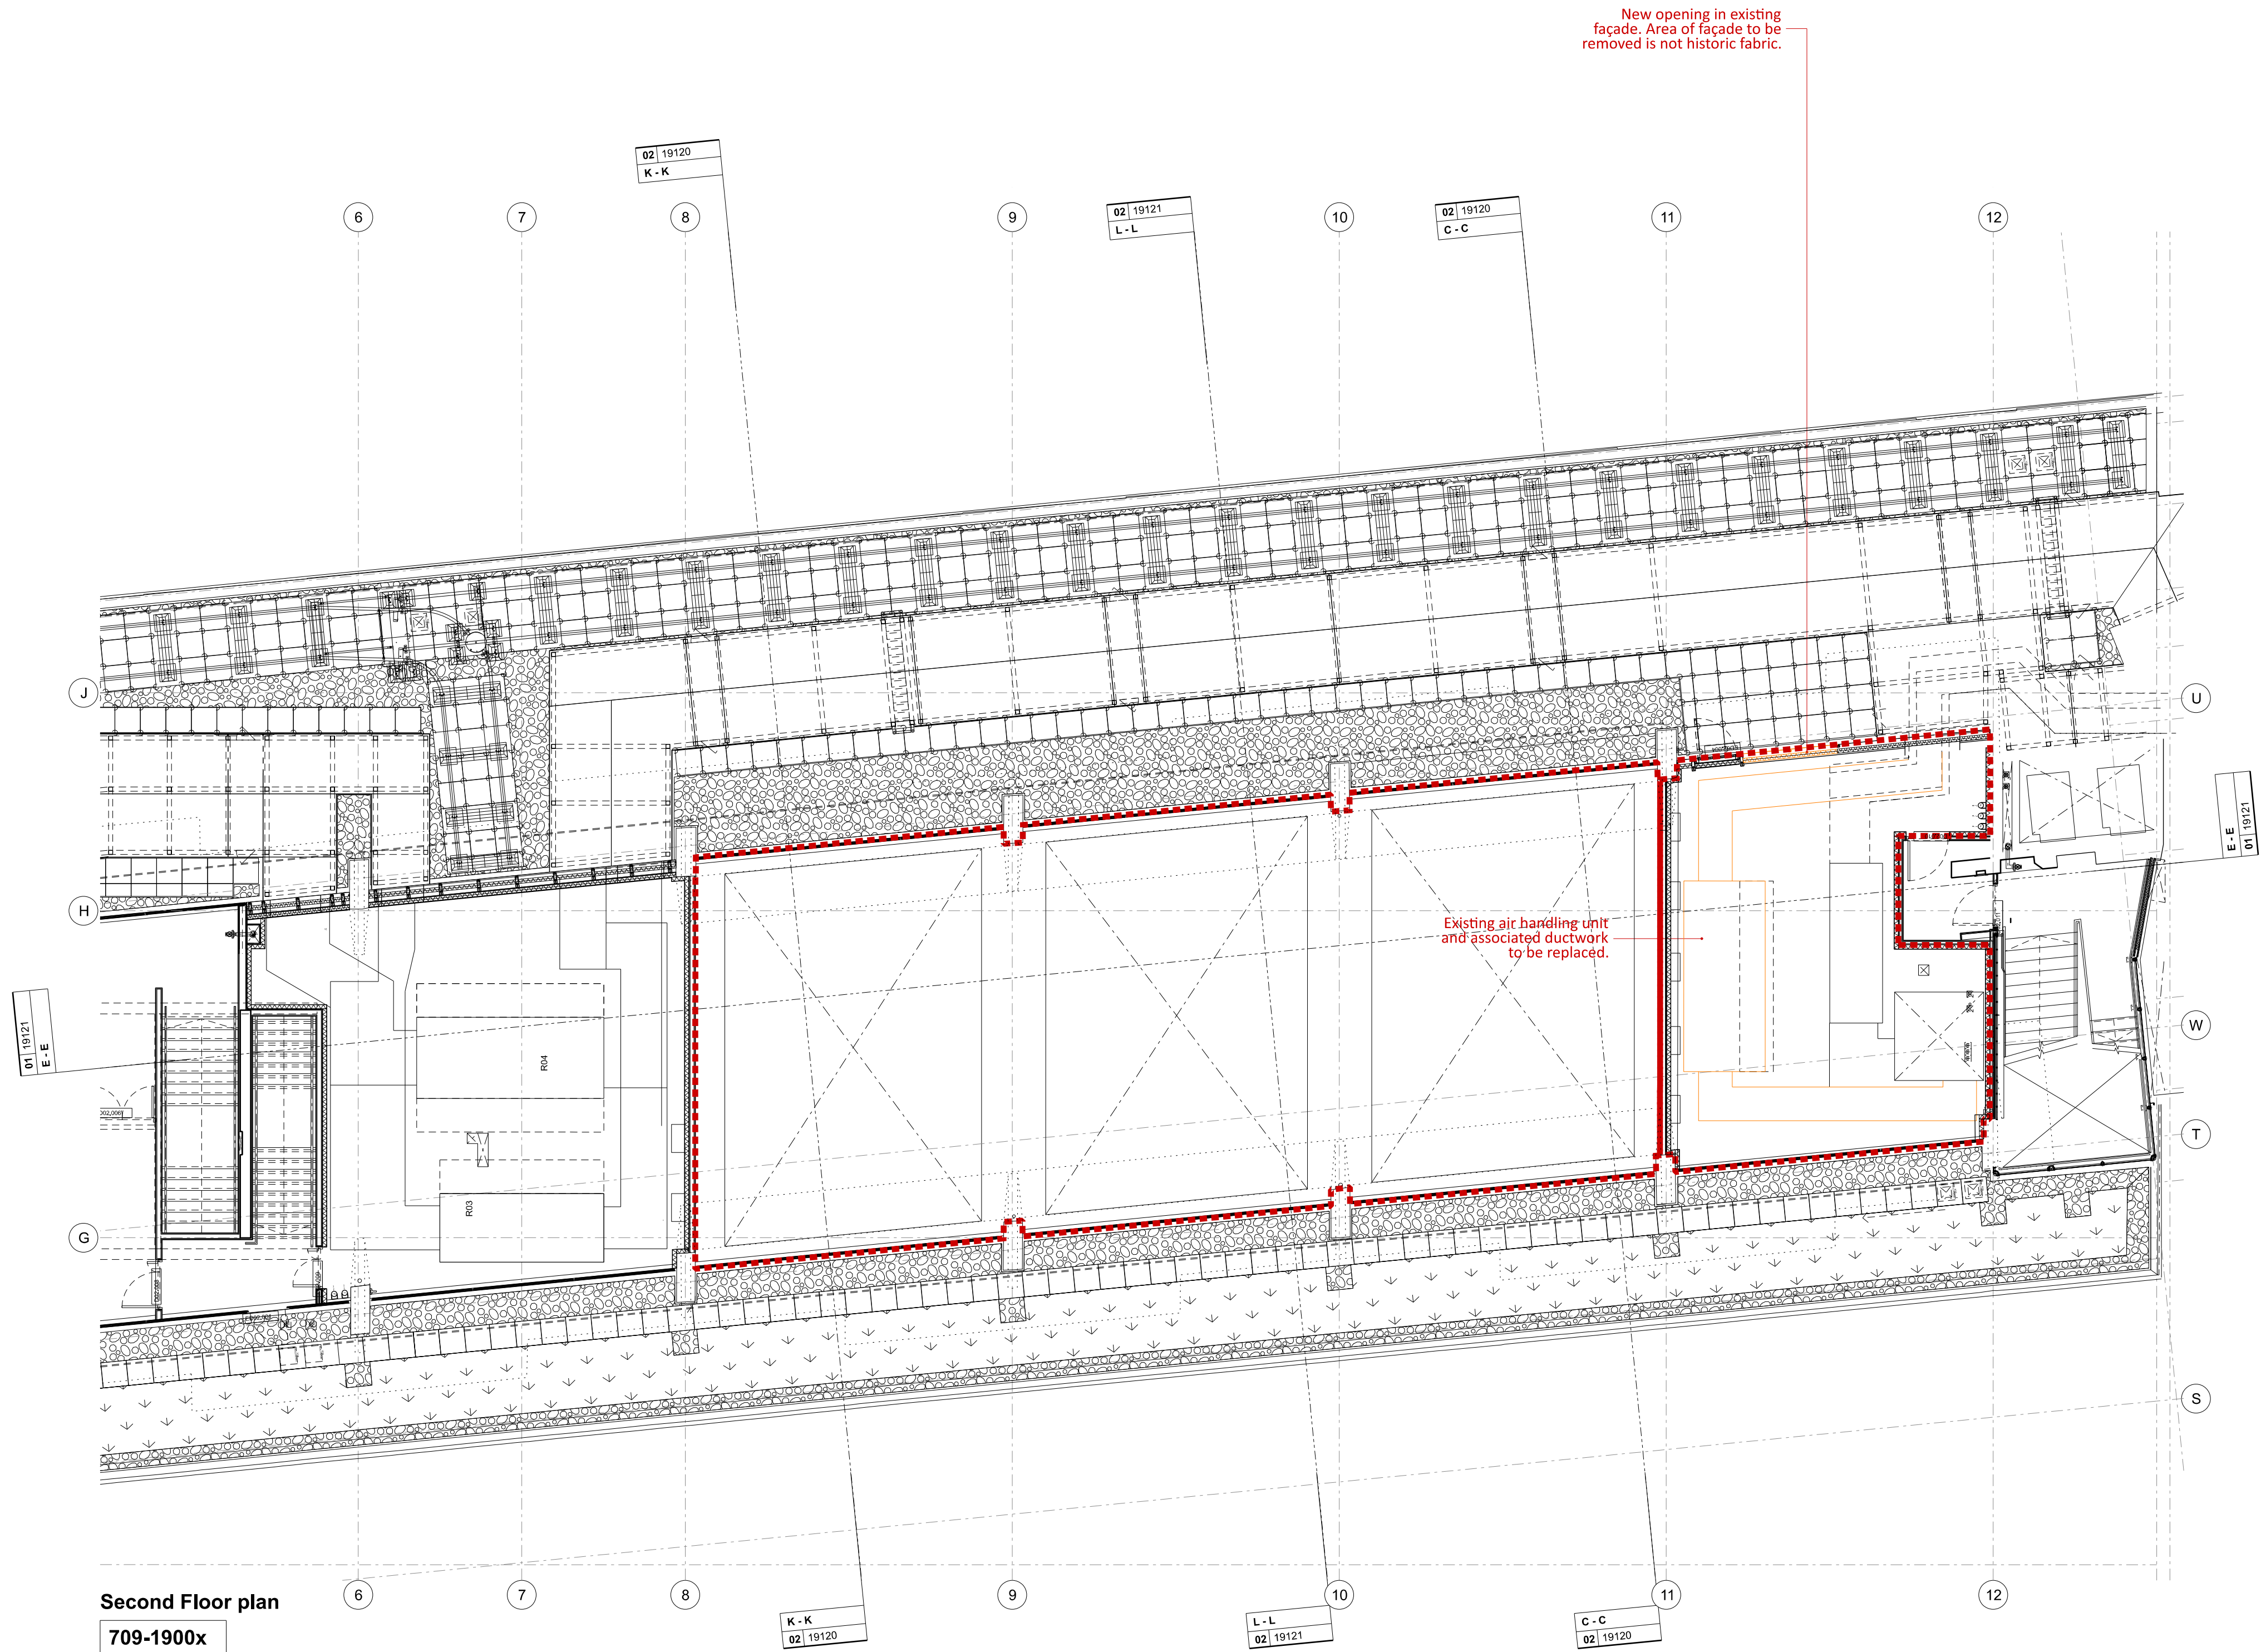 New opening in existing
façade. Area of façade to be
removed is not historic fabric.
02 19120
K - K
02 19121
L - L
02 19120
C - C
6
7
8
9
10
11
12
J
U
H
Existing air handling unit
and associated ductwork
to be replaced.
E - E
01 19121
01 19121
E - E
W
R04
R03
T
G
S
6
7
8
9
10
11
12
Second Floor plan
709-1900x
K - K
02 19120
L - L
02 19121
C - C
02 19120